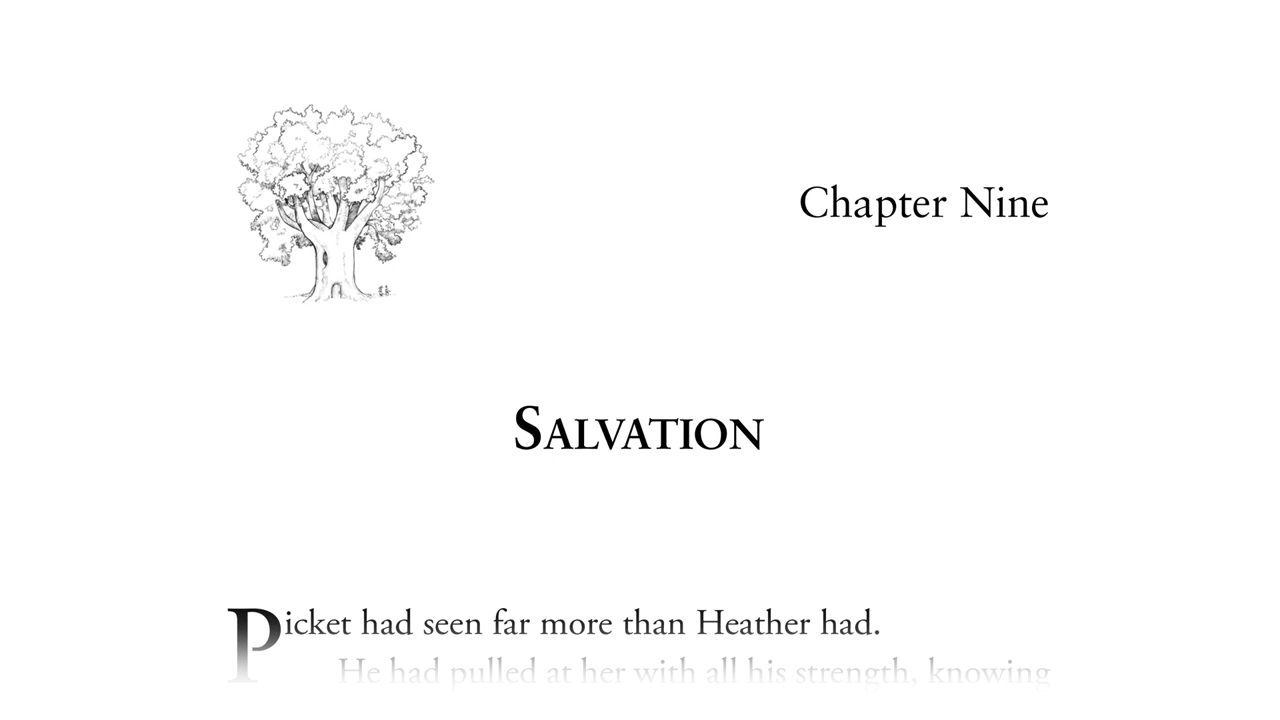 Chapter Nine
SALVATION
Picket had seen far more than Heather had.
He had pulled at her with all his strength, knowing